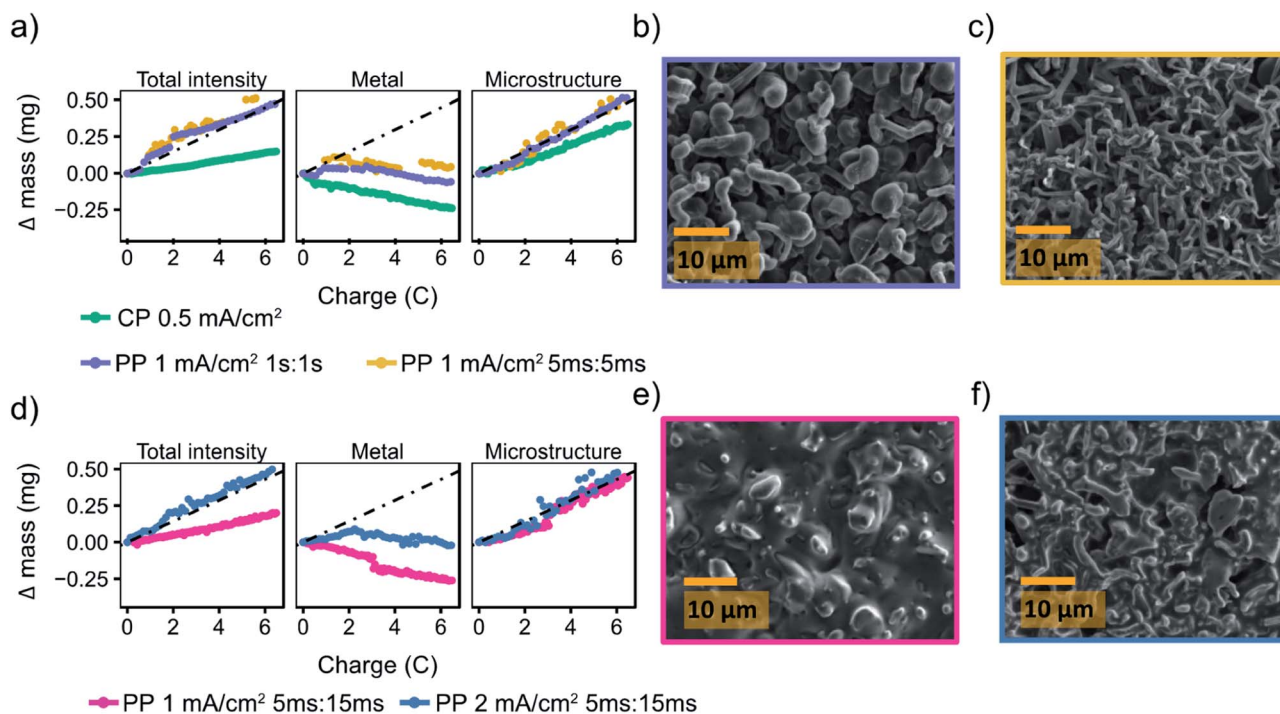 a)
b)
c)
Total intensity Metal Microstructure
Δ mass (mg)
0.50
0.25
0.00
−0.25
0 2 4 6 0 2 4 6 0 2 4 6
Charge (C)
10 µm
10 µm
CP 0.5 mA/cm²
PP 1 mA/cm² 1s:1s PP 1 mA/cm² 5ms:5ms
d)
e)
f)
Total intensity Metal Microstructure
Δ mass (mg)
0.50
0.25
0.00
−0.25
0 2 4 6 0 2 4 6 0 2 4 6
Charge (C)
10 µm
10 µm
PP 1 mA/cm² 5ms:15ms PP 2 mA/cm² 5ms:15ms